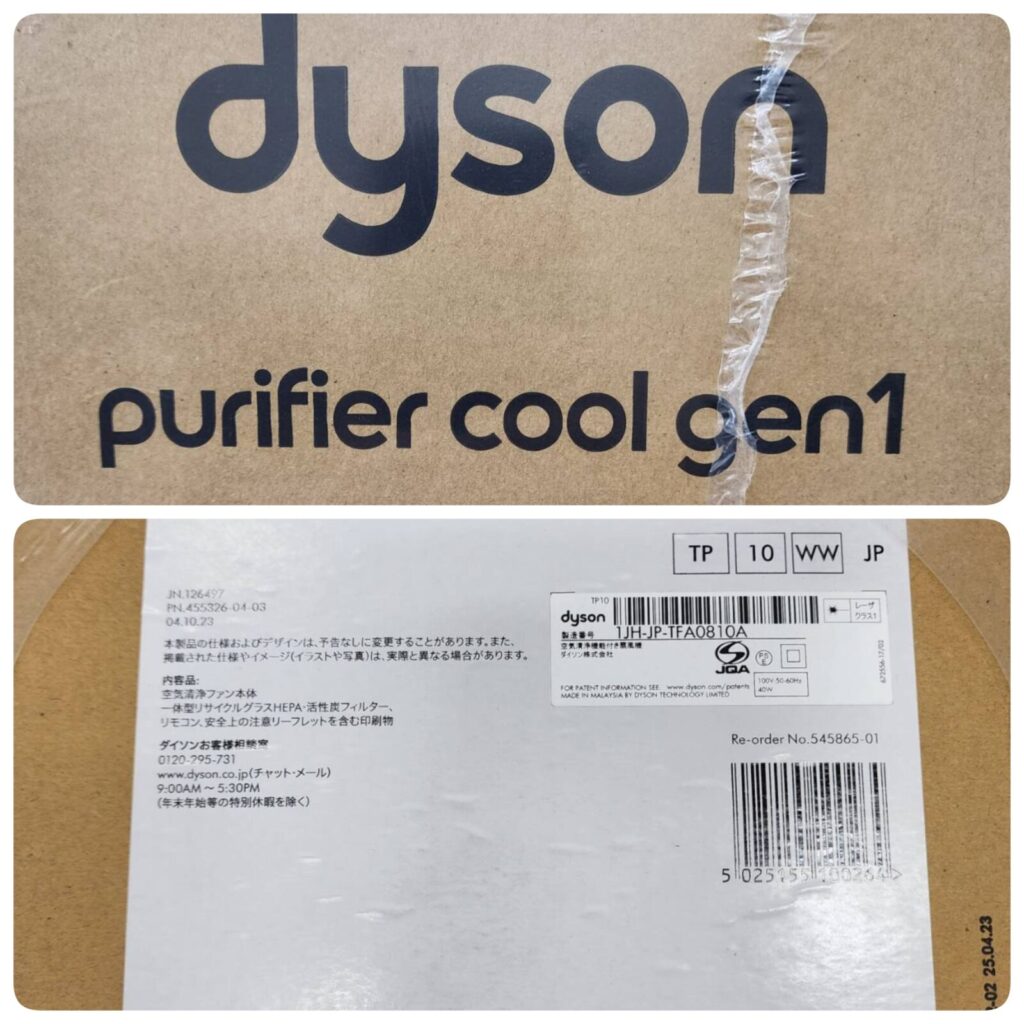 dyson
purifier cool gen1
TP 10 WW JP
JN.126497
PN.455326-04-03
04.10.23
本製品の仕様およびデザインは、予告なしに変更することがあります。また、
掲載された仕様やイメージ(イラストや写真)は、実際と異なる場合があります。
内容品:
空気清浄ファン本体
一体型リサイクルグラスHEPA・活性炭フィルター、
リモコン、安全上の注意リーフレットを含む印刷物
ダイソンお客様相談室
0120-295-731
www.dyson.co.jp(チャット・メール)
9:00AM ~ 5:30PM
(年末年始等の特別休暇を除く)
TP10
dyson
製造番号 1JH-JP-TFA0810A
レーザ
クラス1
空気清浄機能付き扇風機
ダイソン株式会社
JQA
PS
E
100V·50-60Hz
40W
FOR PATENT INFORMATION SEE: www.dyson.com/patents
MADE IN MALAYSIA BY DYSON TECHNOLOGY LIMITED
672556-12/02
Re-order No.545865-01
5 025155 100264 >
-02 25.04.23